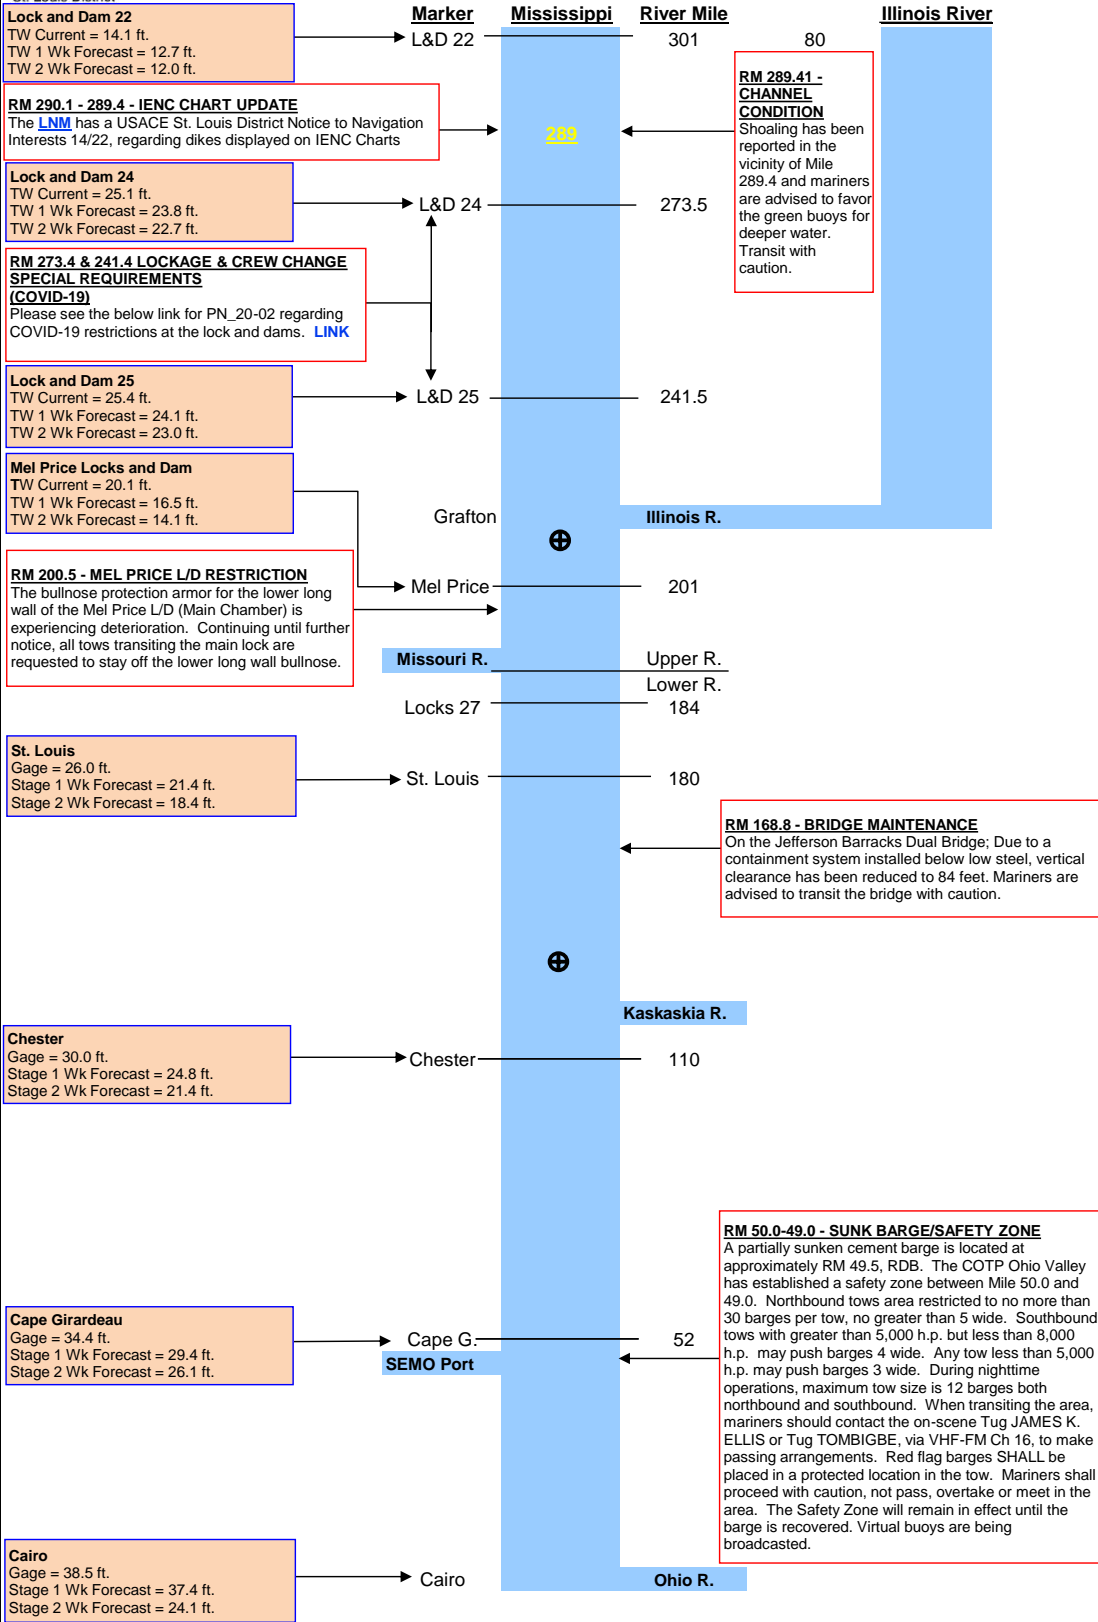 St. Louis District
Marker Mississippi River Mile Illinois River
Lock and Dam 22
TW Current = 14.1 ft.
TW 1 Wk Forecast = 12.7 ft.
TW 2 Wk Forecast = 12.0 ft.
L&D 22 301 80
RM 290.1 - 289.4 - IENC CHART UPDATE
The LNM has a USACE St. Louis District Notice to Navigation
Interests 14/22, regarding dikes displayed on IENC Charts
289
RM 289.41 -
CHANNEL
CONDITION
Shoaling has been
reported in the
vicinity of Mile
289.4 and mariners
are advised to favor
the green buoys for
deeper water.
Transit with
caution.
Lock and Dam 24
TW Current = 25.1 ft.
TW 1 Wk Forecast = 23.8 ft.
TW 2 Wk Forecast = 22.7 ft.
L&D 24 273.5
RM 273.4 & 241.4 LOCKAGE & CREW CHANGE
SPECIAL REQUIREMENTS
(COVID-19)
Please see the below link for PN_20-02 regarding
COVID-19 restrictions at the lock and dams. LINK
Lock and Dam 25
TW Current = 25.4 ft.
TW 1 Wk Forecast = 24.1 ft.
TW 2 Wk Forecast = 23.0 ft.
L&D 25 241.5
Mel Price Locks and Dam
TW Current = 20.1 ft.
TW 1 Wk Forecast = 16.5 ft.
TW 2 Wk Forecast = 14.1 ft.
Grafton Illinois R.
RM 200.5 - MEL PRICE L/D RESTRICTION
The bullnose protection armor for the lower long
wall of the Mel Price L/D (Main Chamber) is
experiencing deterioration. Continuing until further
notice, all tows transiting the main lock are
requested to stay off the lower long wall bullnose.
Mel Price 201
Missouri R. Upper R.
Lower R.
Locks 27 184
St. Louis
Gage = 26.0 ft.
Stage 1 Wk Forecast = 21.4 ft.
Stage 2 Wk Forecast = 18.4 ft.
St. Louis 180
RM 168.8 - BRIDGE MAINTENANCE
On the Jefferson Barracks Dual Bridge; Due to a
containment system installed below low steel, vertical
clearance has been reduced to 84 feet. Mariners are
advised to transit the bridge with caution.
Kaskaskia R.
Chester
Gage = 30.0 ft.
Stage 1 Wk Forecast = 24.8 ft.
Stage 2 Wk Forecast = 21.4 ft.
Chester 110
RM 50.0-49.0 - SUNK BARGE/SAFETY ZONE
A partially sunken cement barge is located at
approximately RM 49.5, RDB. The COTP Ohio Valley
has established a safety zone between Mile 50.0 and
49.0. Northbound tows area restricted to no more than
30 barges per tow, no greater than 5 wide. Southbound
tows with greater than 5,000 h.p. but less than 8,000
h.p. may push barges 4 wide. Any tow less than 5,000
h.p. may push barges 3 wide. During nighttime
operations, maximum tow size is 12 barges both
northbound and southbound. When transiting the area,
mariners should contact the on-scene Tug JAMES K.
ELLIS or Tug TOMBIGBE, via VHF-FM Ch 16, to make
passing arrangements. Red flag barges SHALL be
placed in a protected location in the tow. Mariners shall
proceed with caution, not pass, overtake or meet in the
area. The Safety Zone will remain in effect until the
barge is recovered. Virtual buoys are being
broadcasted.
Cape Girardeau
Gage = 34.4 ft.
Stage 1 Wk Forecast = 29.4 ft.
Stage 2 Wk Forecast = 26.1 ft.
Cape G. 52
SEMO Port
Cairo
Gage = 38.5 ft.
Stage 1 Wk Forecast = 37.4 ft.
Stage 2 Wk Forecast = 24.1 ft.
Cairo Ohio R.